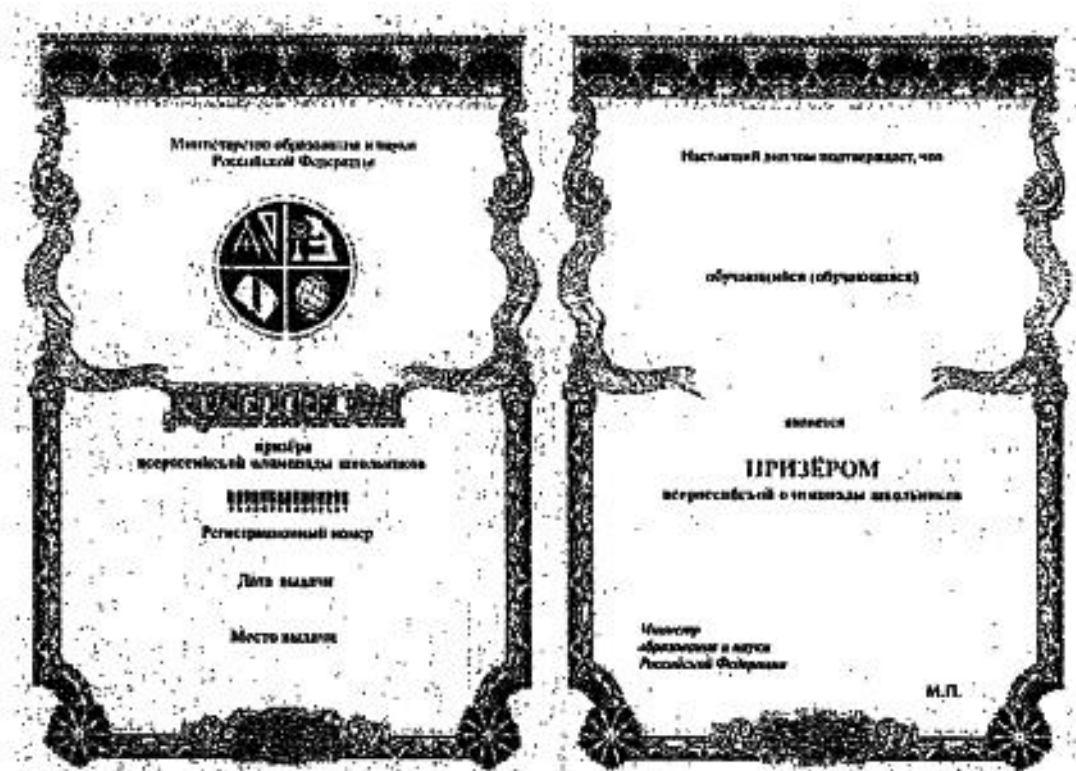 Министерство образования и науки
Российской Федерации
призёра
всероссийской олимпиады школьников
Регистрационный номер
Дата выдачи
Место выдачи
Настоящий диплом подтверждает, что
обучающийся (обучающаяся)
является
ПРИЗЁРОМ
всероссийской олимпиады школьников
Министр
образования и науки
Российской Федерации
М.П.